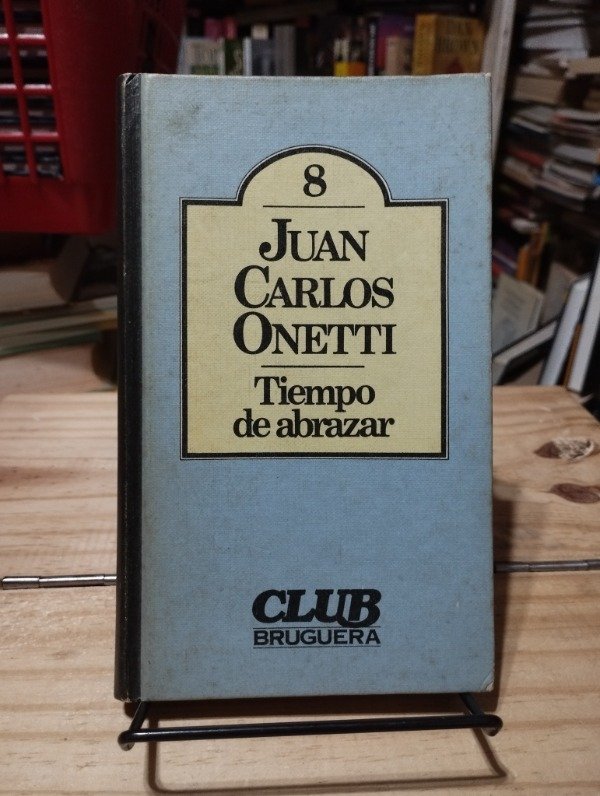 8
JUAN
CARLOS
ONETTI
Tiempo
de abrazar
CLUB
BRUGUERA